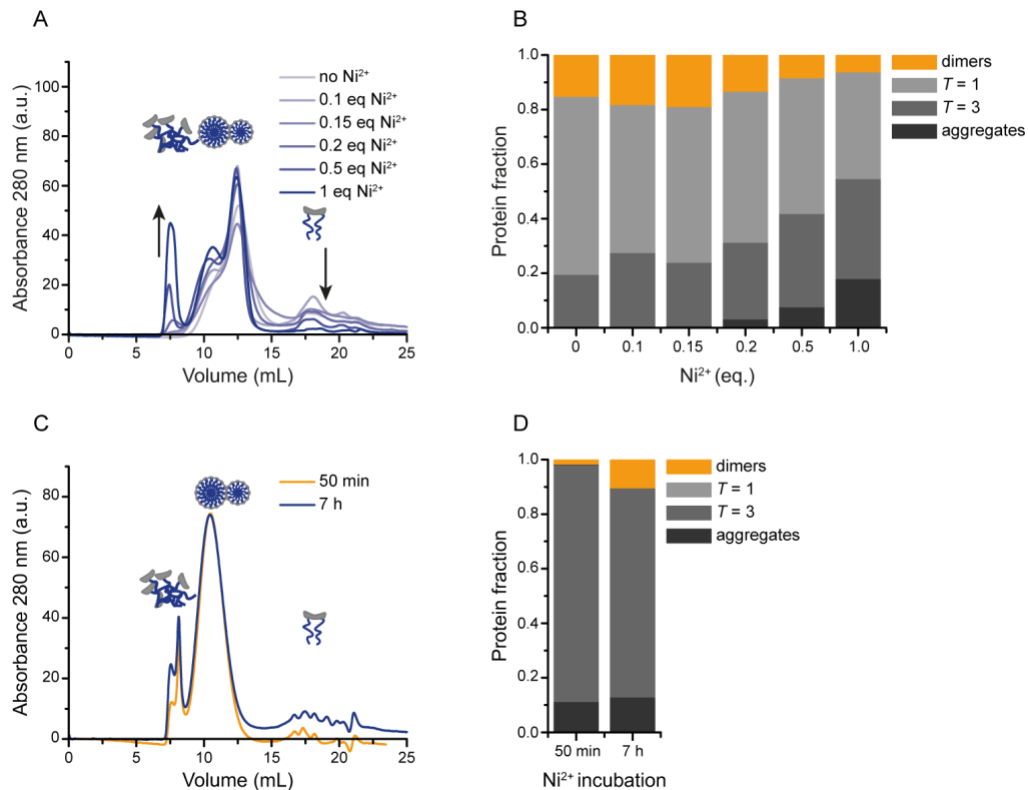 A
Absorbance 280 nm (a.u.)
100
80
60
40
20
0
no Ni²⁺
0.1 eq Ni²⁺
0.15 eq Ni²⁺
0.2 eq Ni²⁺
0.5 eq Ni²⁺
1 eq Ni²⁺
0 5 10 15 20 25
Volume (mL)
B
Protein fraction
1.0
0.8
0.6
0.4
0.2
0.0
dimers
T = 1
T = 3
aggregates
0 0.1 0.15 0.2 0.5 1.0
Ni²⁺ (eq.)
C
Absorbance 280 nm (a.u.)
80
60
40
20
0
50 min
7 h
0 5 10 15 20 25
Volume (mL)
D
Protein fraction
1.0
0.8
0.6
0.4
0.2
0.0
dimers
T = 1
T = 3
aggregates
50 min 7 h
Ni²⁺ incubation